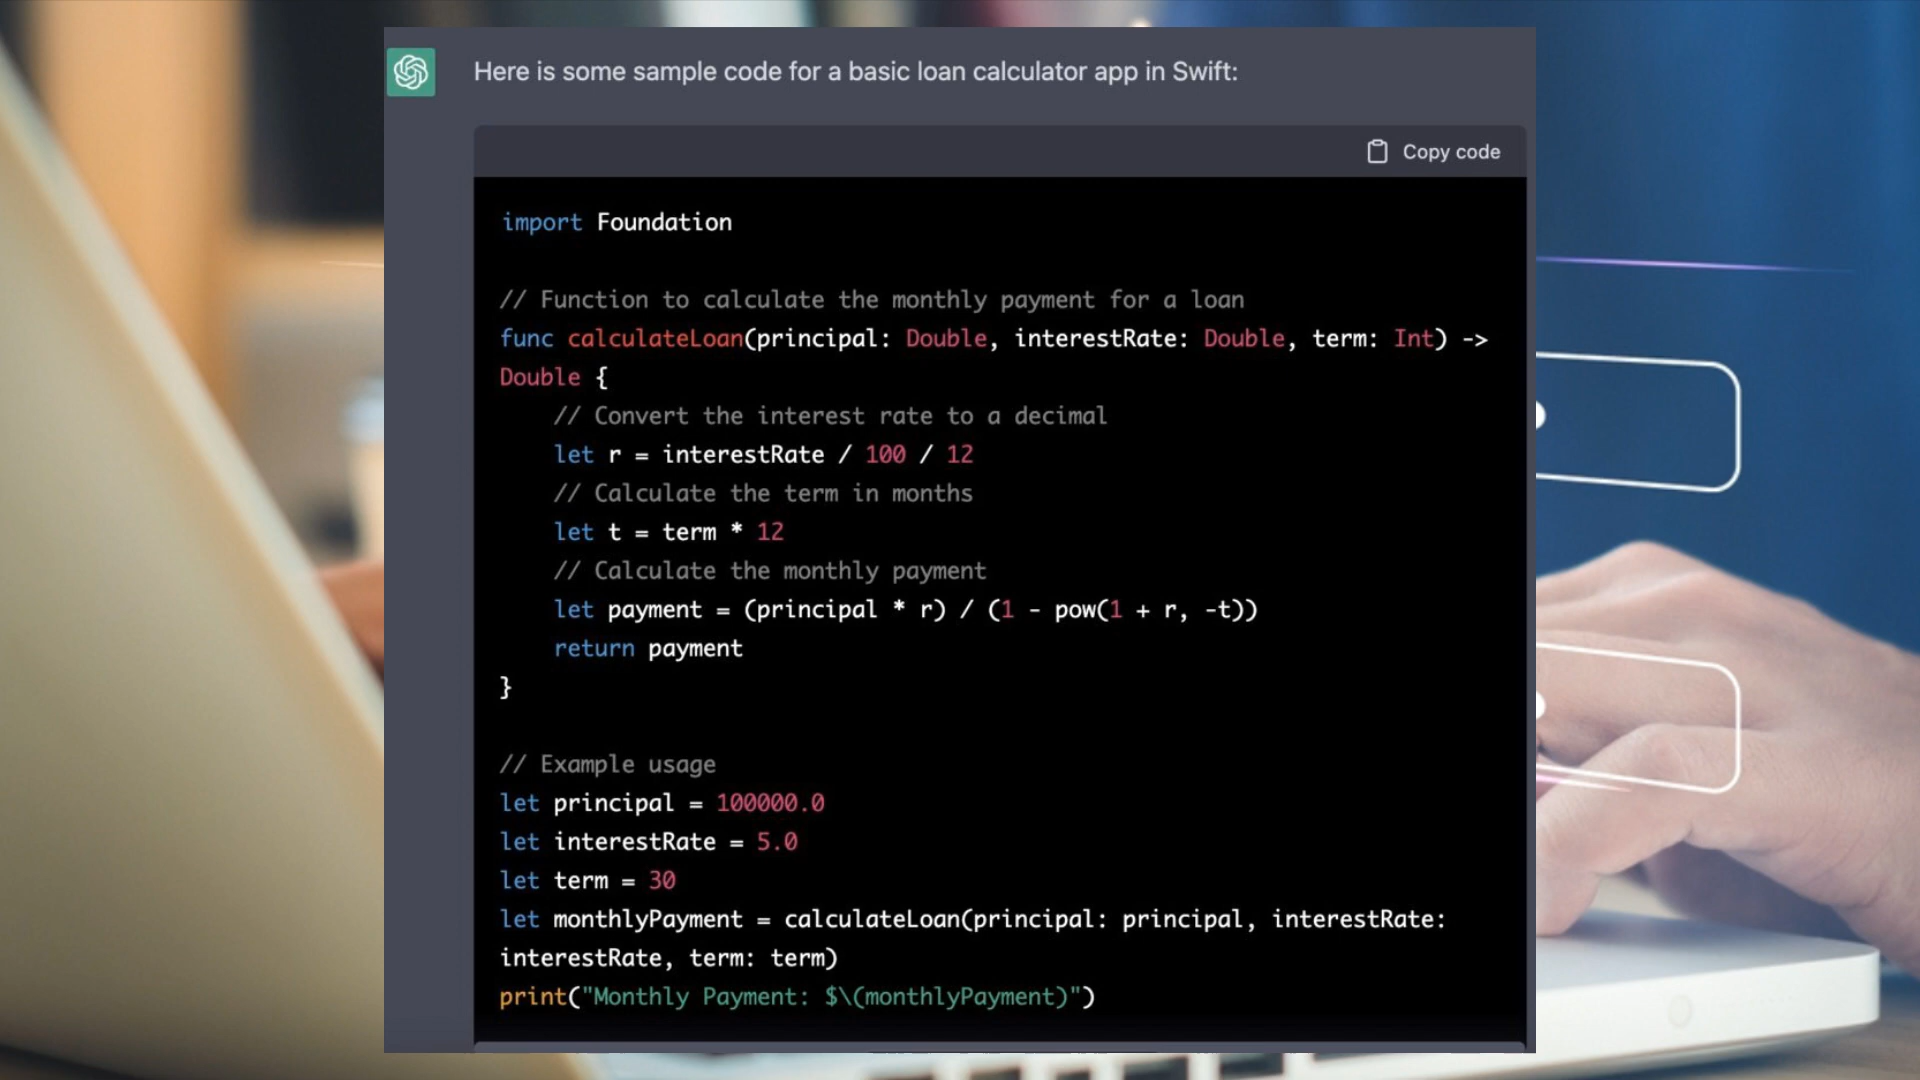 Here is some sample code for a basic loan calculator app in Swift:
Copy code
import Foundation
// Function to calculate the monthly payment for a loan
func calculateLoan(principal: Double, interestRate: Double, term: Int) ->
Double {
    // Convert the interest rate to a decimal
    let r = interestRate / 100 / 12
    // Calculate the term in months
    let t = term * 12
    // Calculate the monthly payment
    let payment = (principal * r) / (1 - pow(1 + r, -t))
    return payment
}
// Example usage
let principal = 100000.0
let interestRate = 5.0
let term = 30
let monthlyPayment = calculateLoan(principal: principal, interestRate:
interestRate, term: term)
print("Monthly Payment: $\(monthlyPayment)")